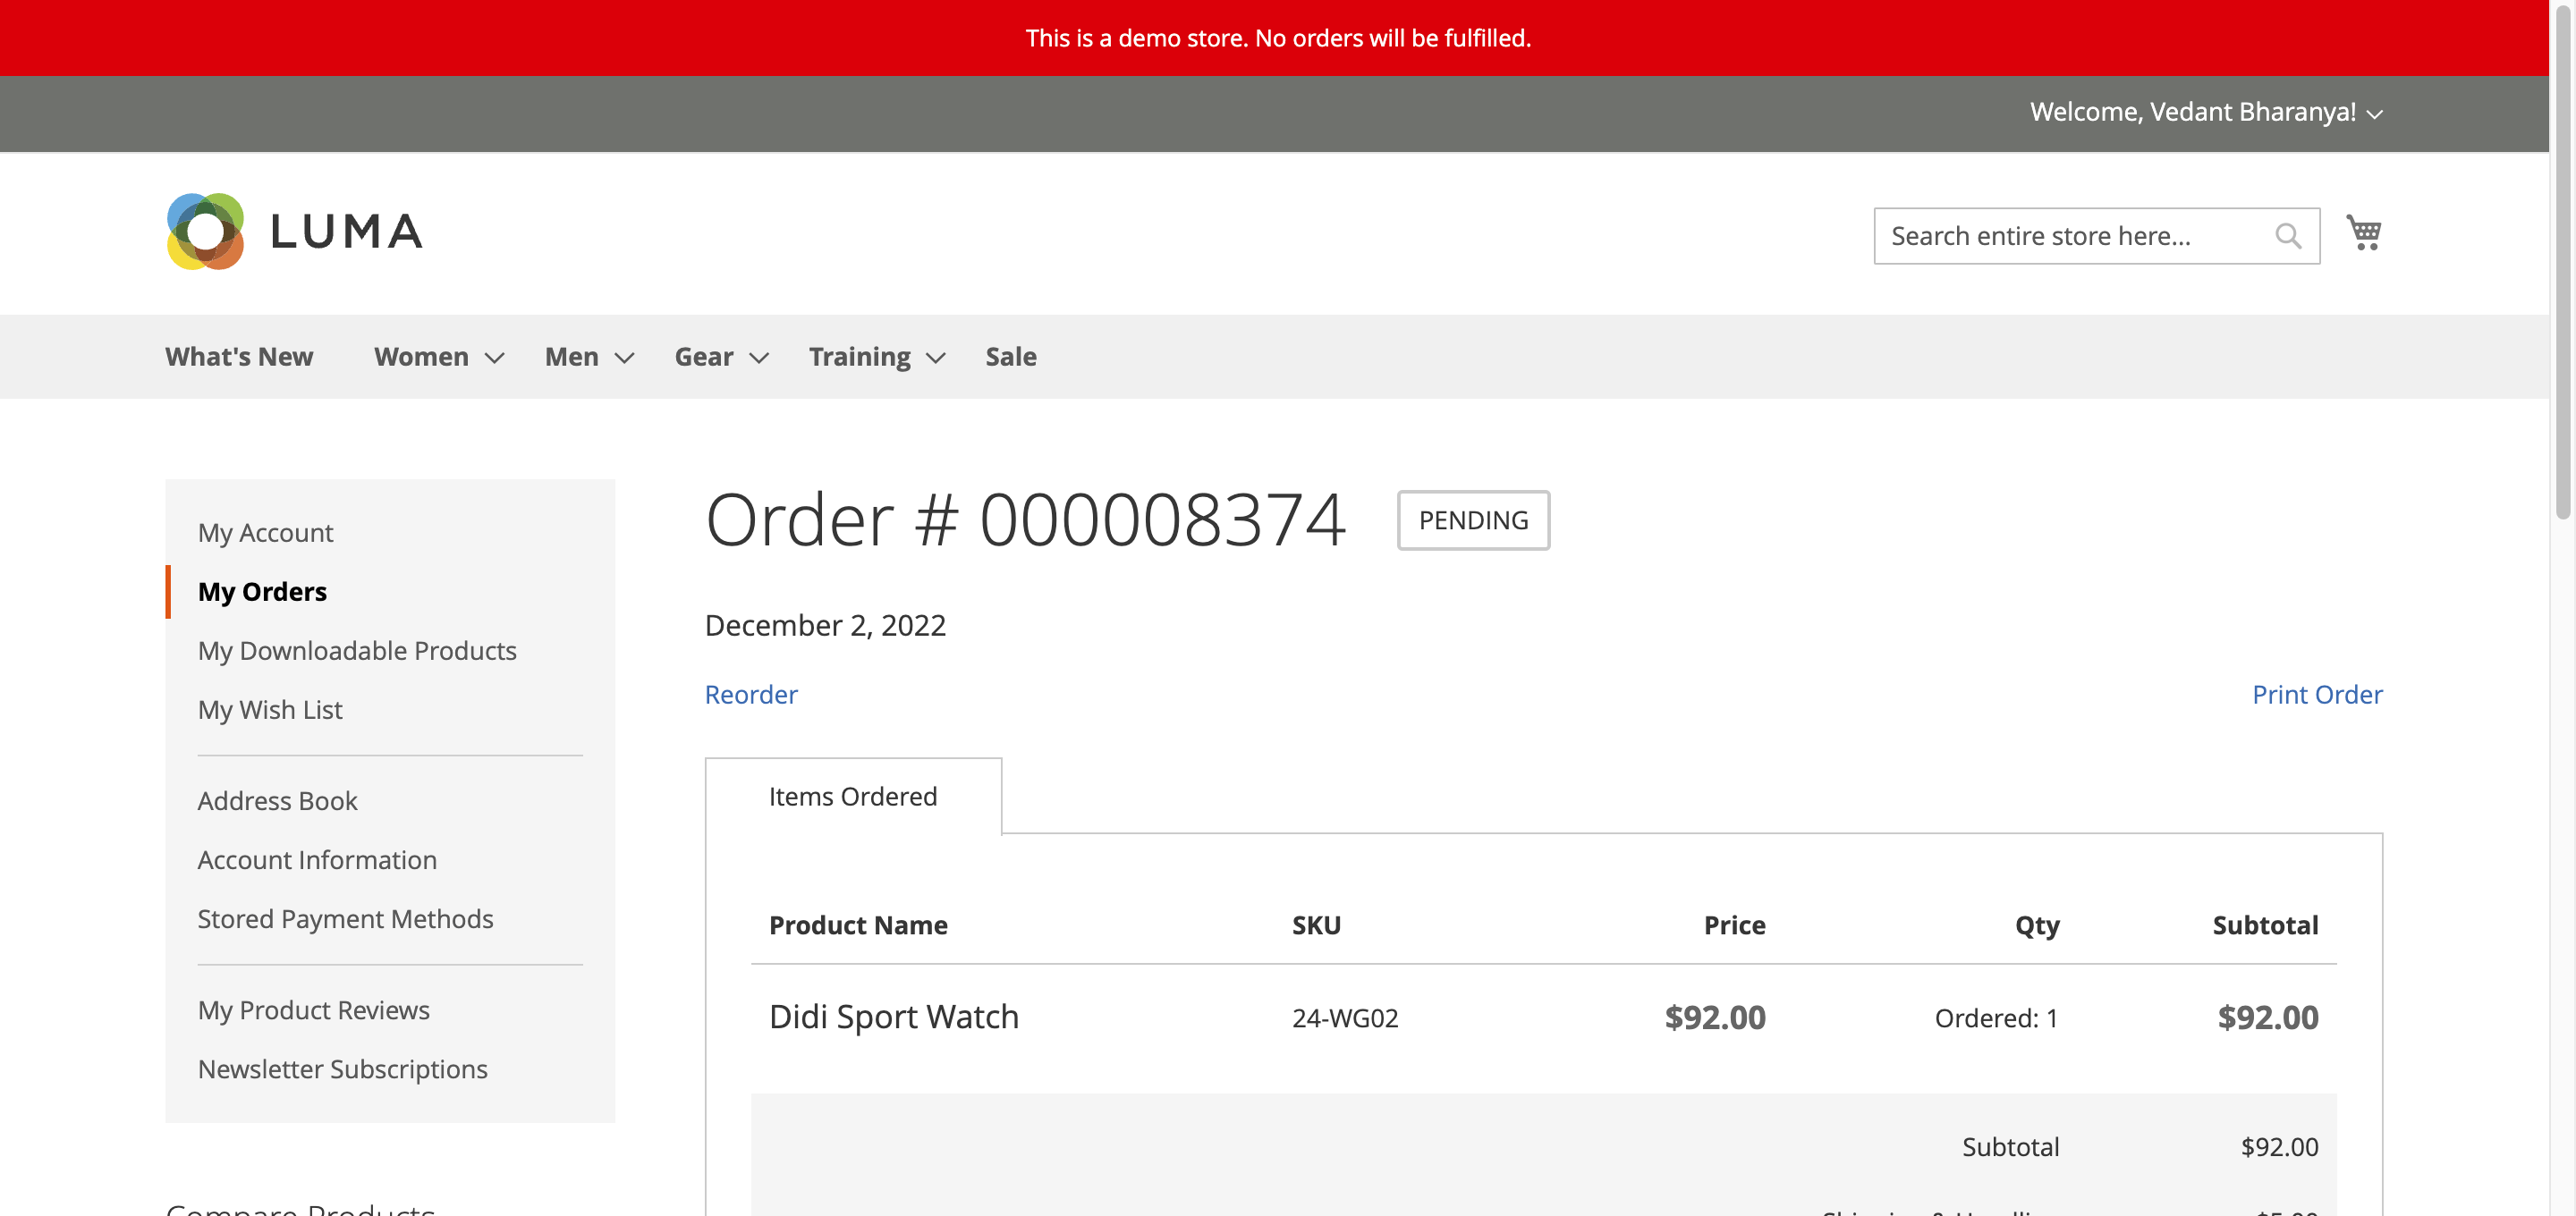 This is a demo store. No orders will be fulfilled.
Welcome, Vedant Bharanya!
LUMA
Search entire store here...
What's New Women Men Gear Training Sale
My Account
My Orders
My Downloadable Products
My Wish List
Address Book
Account Information
Stored Payment Methods
My Product Reviews
Newsletter Subscriptions
Compare Products
Order # 000008374 PENDING
December 2, 2022
Reorder Print Order
Items Ordered
Product Name SKU Price Qty Subtotal
Didi Sport Watch 24-WG02 $92.00 Ordered: 1 $92.00
Subtotal $92.00
Shipping & Handling $5.00